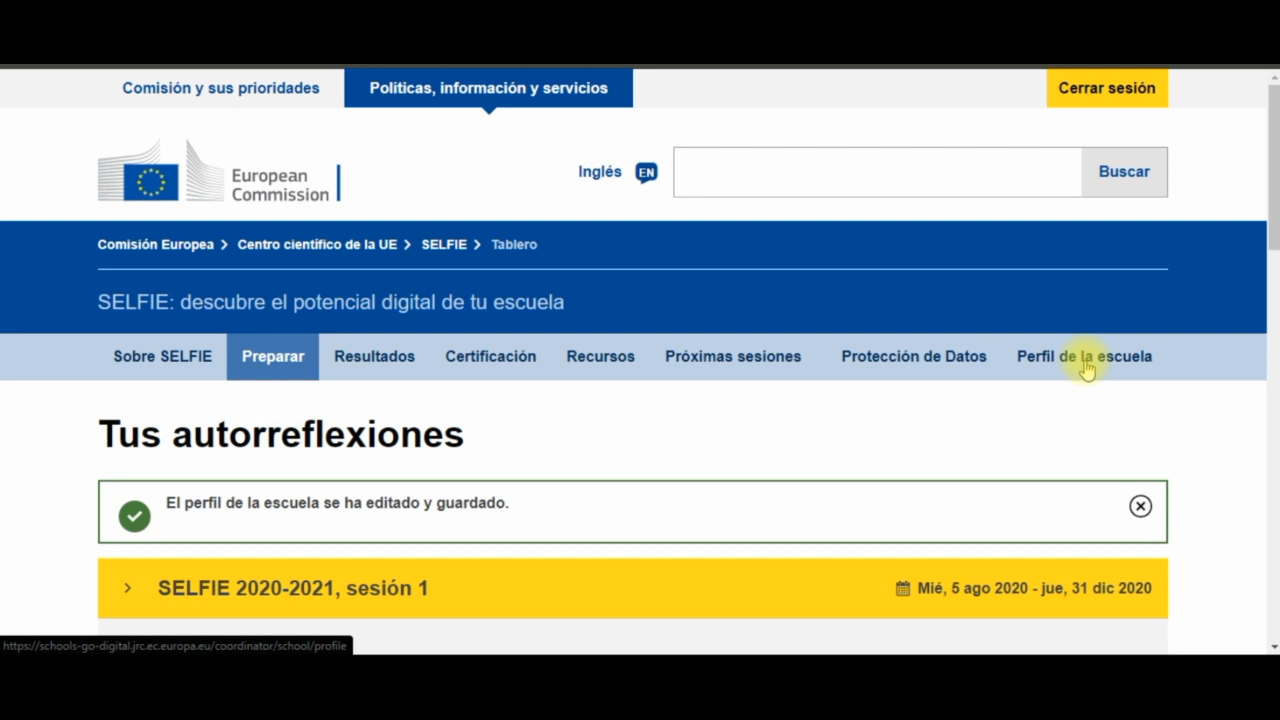 Comisión y sus prioridades
Políticas, información y servicios
Cerrar sesión
European
Commission
Inglés EN
Buscar
Comisión Europea > Centro científico de la UE > SELFIE > Tablero
SELFIE: descubre el potencial digital de tu escuela
Sobre SELFIE Preparar Resultados Certificación Recursos Próximas sesiones Protección de Datos Perfil de la escuela
Tus autorreflexiones
El perfil de la escuela se ha editado y guardado.
SELFIE 2020-2021, sesión 1
Mié, 5 ago 2020 - jue, 31 dic 2020
https://schools-go-digital.jrc.ec.europa.eu/coordinator/school/profile